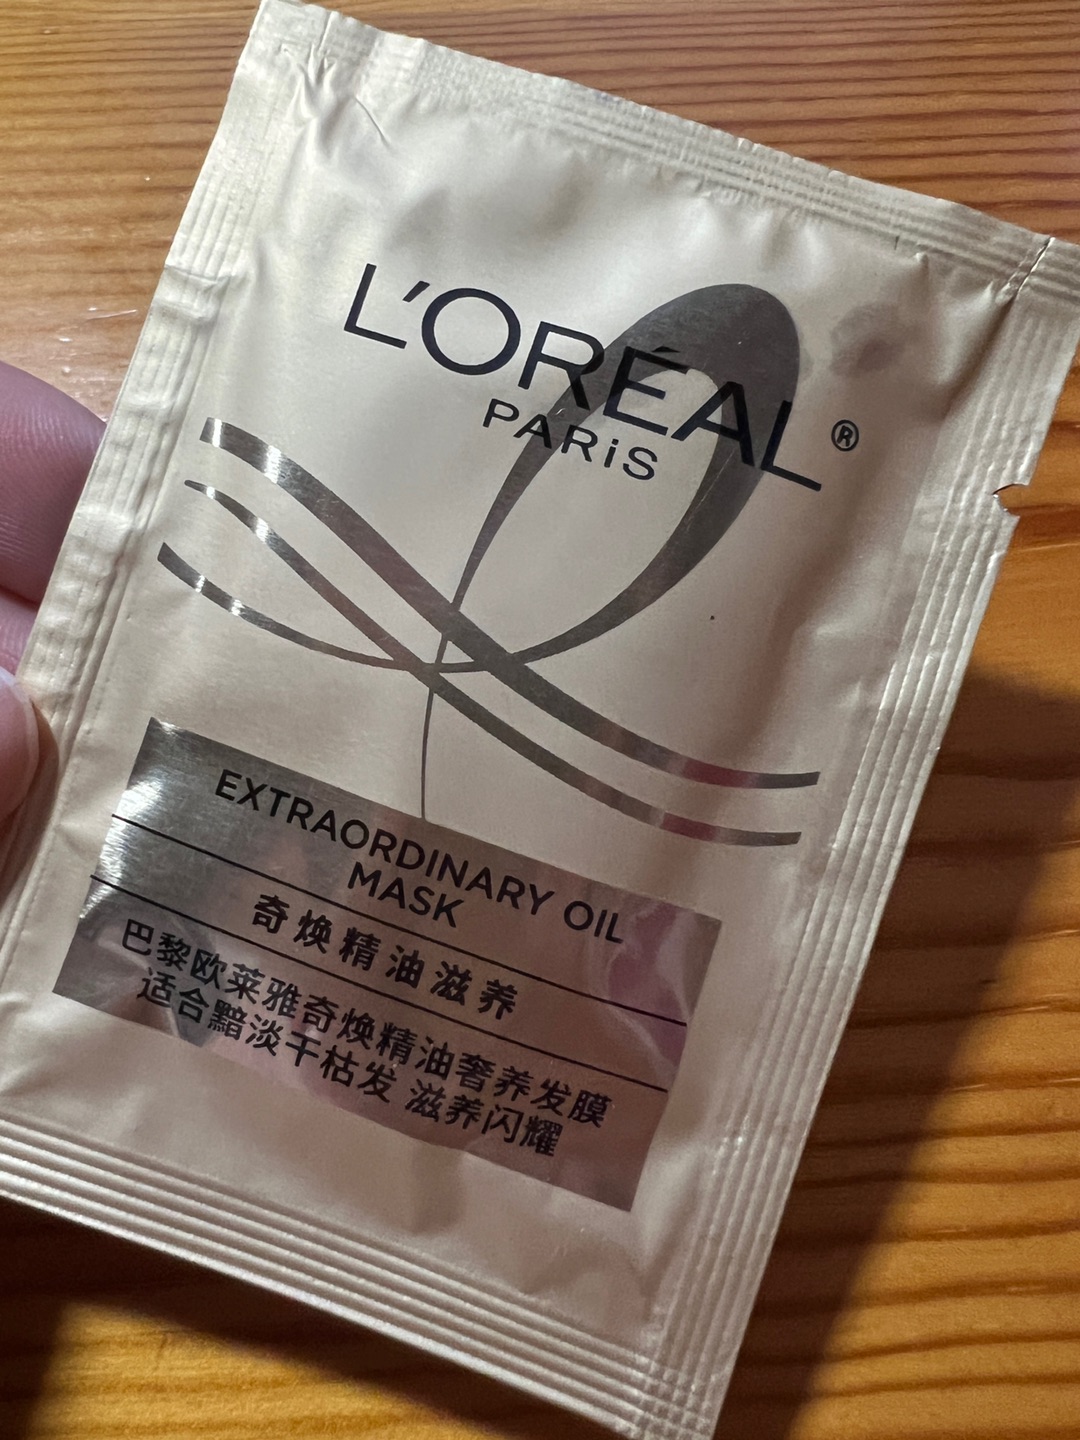 L'ORÉAL®
PARiS
EXTRAORDINARY OIL
MASK
奇焕精油滋养
巴黎欧莱雅奇焕精油奢养发膜
适合黯淡干枯发 滋养闪耀